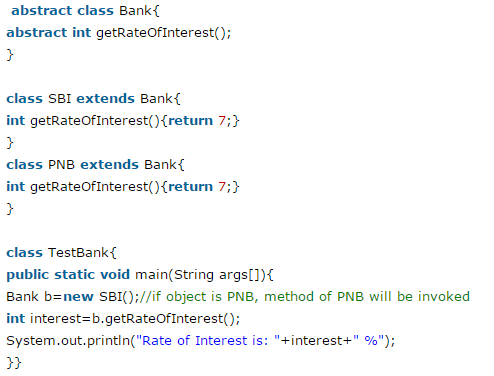 abstract class Bank{
abstract int getRateOfInterest();
}
class SBI extends Bank{
int getRateOfInterest(){return 7;}
}
class PNB extends Bank{
int getRateOfInterest(){return 7;}
}
class TestBank{
public static void main(String args[]){
Bank b=new SBI();//if object is PNB, method of PNB will be invoked
int interest=b.getRateOfInterest();
System.out.println("Rate of Interest is: "+interest+" %");
}}